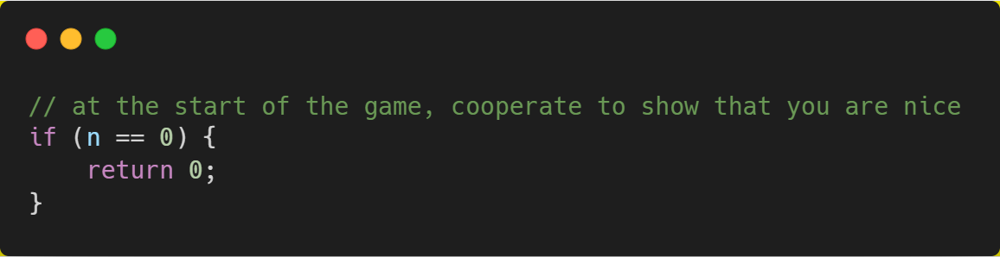 // at the start of the game, cooperate to show that you are nice
if (n == 0) {
    return 0;
}